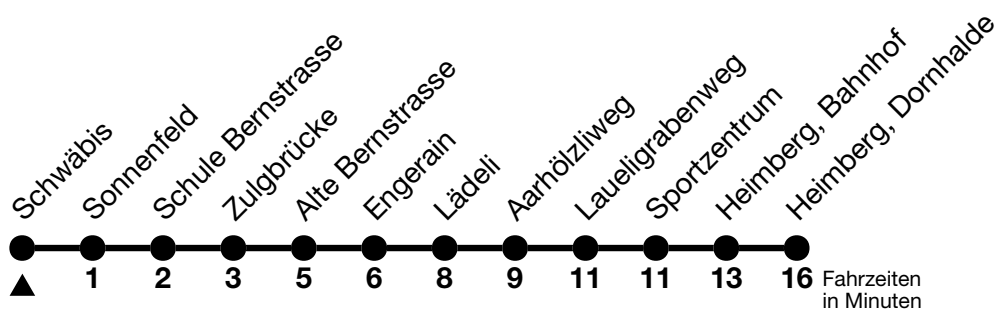 Schwäbis
Sonnenfeld
Schule Bernstrasse
Zulgbrücke
Alte Bernstrasse
Engerain
Lädeli
Aarhölzliweg
Laueligrabenweg
Sportzentrum
Heimberg, Bahnhof
Heimberg, Dornhalde
1 2 3 5 6 8 9 11 11 13 16 Fahrzeiten
in Minuten